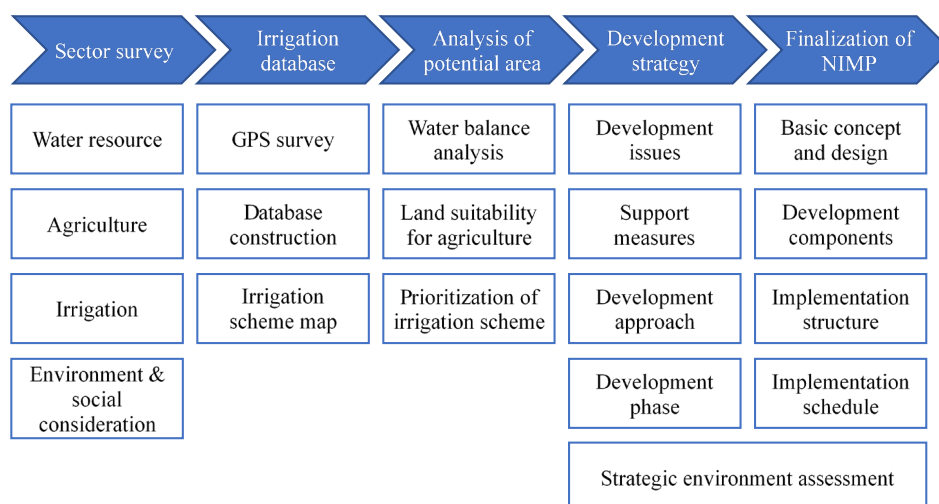 Sector survey
Irrigation
database
Analysis of
potential area
Development
strategy
Finalization of
NIMP
Water resource
GPS survey
Water balance
analysis
Development
issues
Basic concept
and design
Agriculture
Database
construction
Land suitability
for agriculture
Support
measures
Development
components
Irrigation
Irrigation
scheme map
Prioritization of
irrigation scheme
Development
approach
Implementation
structure
Environment &
social
consideration
Development
phase
Implementation
schedule
Strategic environment assessment